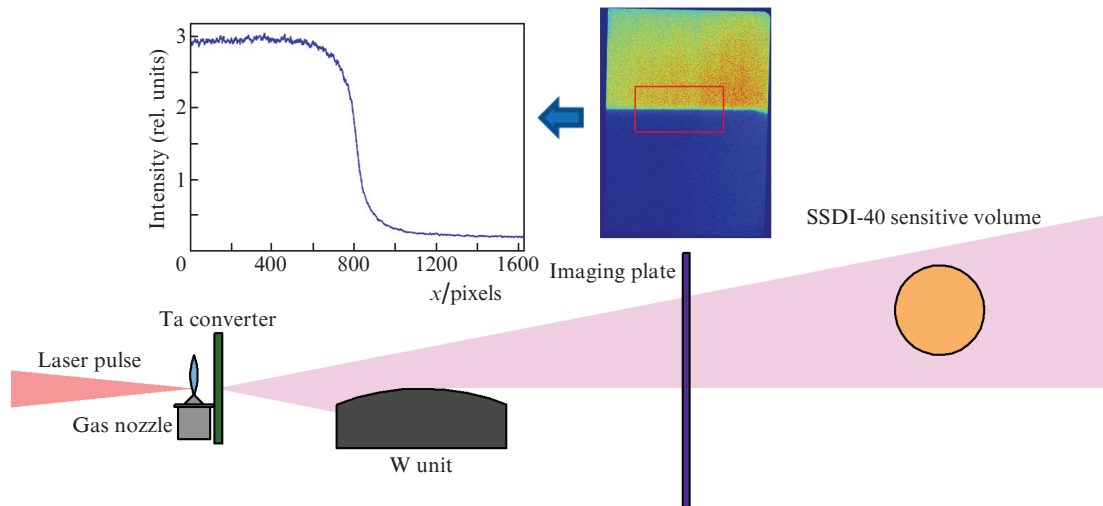 Intensity (rel. units)
3
2
1
0
400
800
1200
1600
x/pixels
SSDI-40 sensitive volume
Imaging plate
Ta converter
Laser pulse
Gas nozzle
W unit